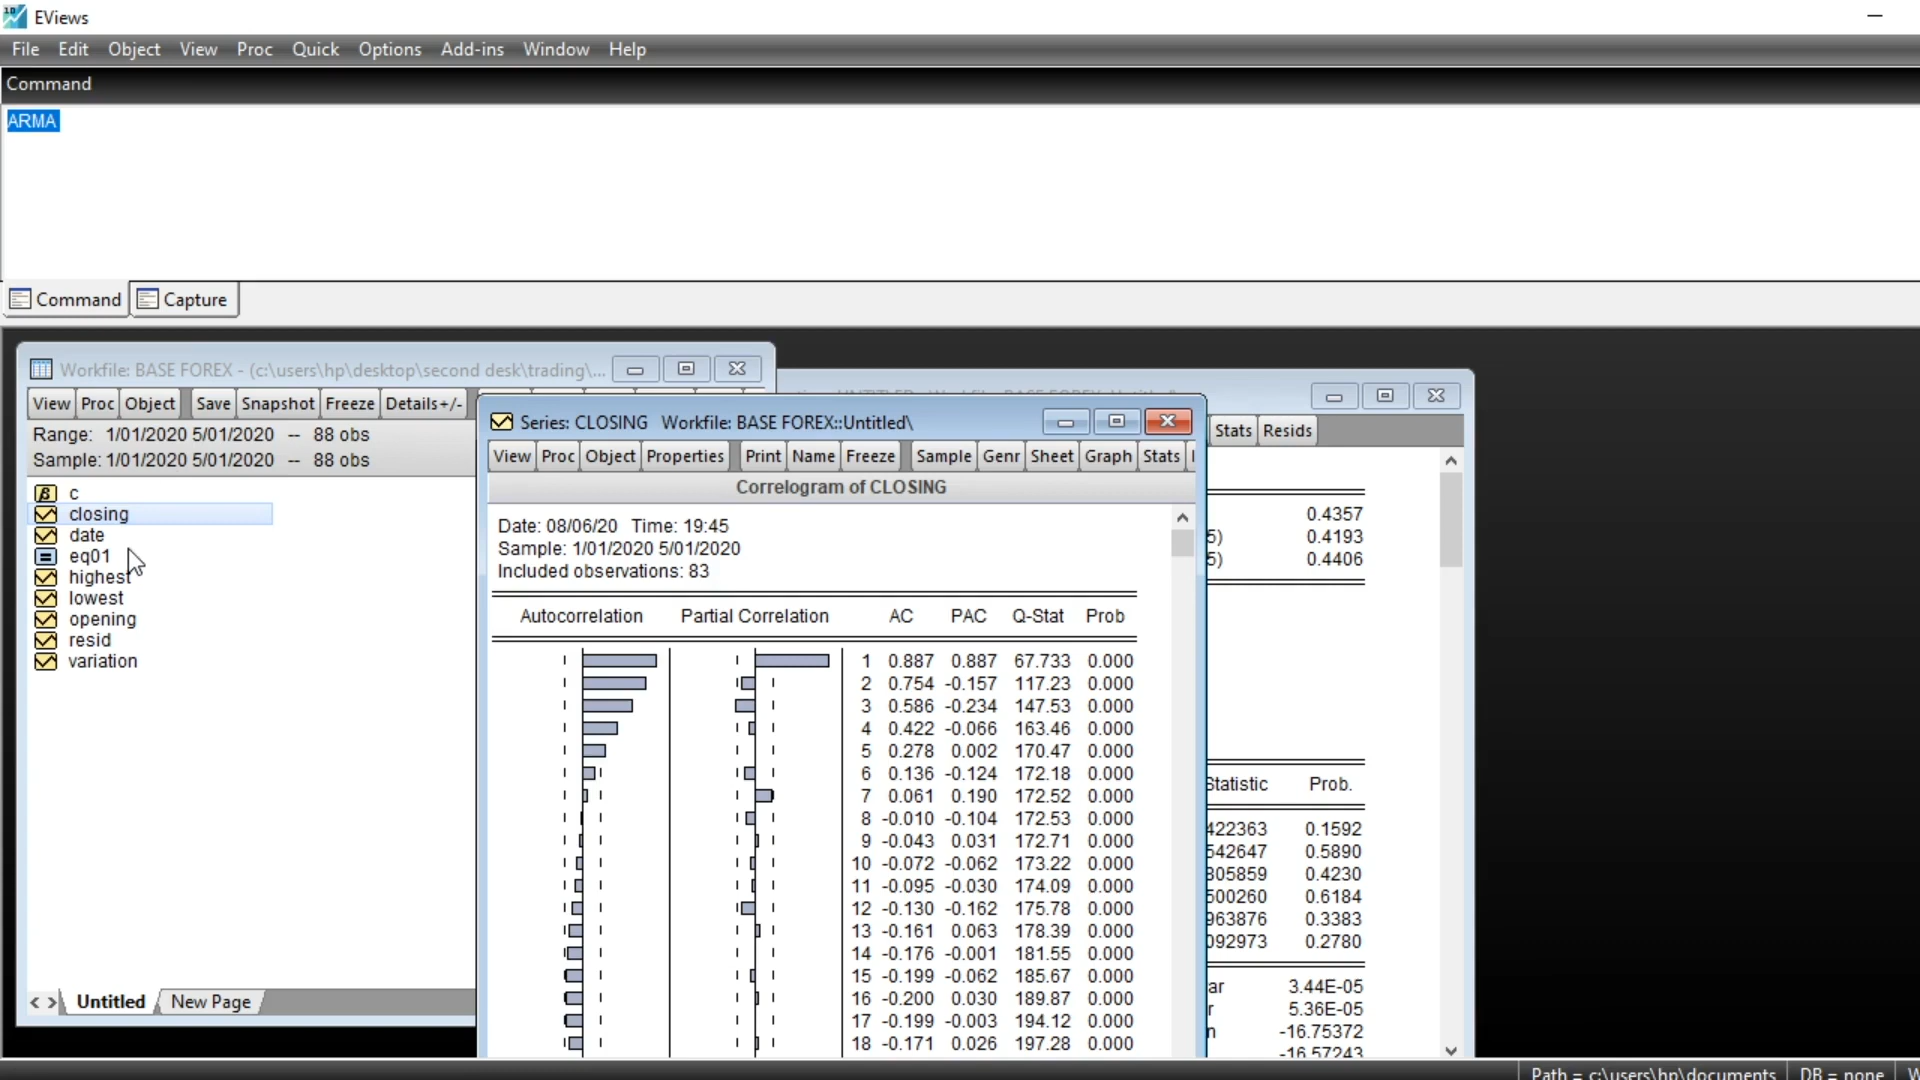 EViews
File Edit Object View Proc Quick Options Add-ins Window Help
Command
ARMA
Command Capture
Workfile: BASE FOREX - (c:\users\hp\desktop\second desk\trading\...
View Proc Object Save Snapshot Freeze Details+/-
Range: 1/01/2020 5/01/2020 -- 88 obs
Sample: 1/01/2020 5/01/2020 -- 88 obs
c
closing
date
eq01
highest
lowest
opening
resid
variation
Untitled New Page
Series: CLOSING Workfile: BASE FOREX::Untitled\
View Proc Object Properties Print Name Freeze Sample Genr Sheet Graph Stats
Correlogram of CLOSING
Date: 08/06/20 Time: 19:45
Sample: 1/01/2020 5/01/2020
Included observations: 83
Autocorrelation Partial Correlation AC PAC Q-Stat Prob
1 0.887 0.887 67.733 0.000
2 0.754 -0.157 117.23 0.000
3 0.586 -0.234 147.53 0.000
4 0.422 -0.066 163.46 0.000
5 0.278 0.002 170.47 0.000
6 0.136 -0.124 172.18 0.000
7 0.061 0.190 172.52 0.000
8 -0.010 -0.104 172.53 0.000
9 -0.043 0.031 172.71 0.000
10 -0.072 -0.062 173.22 0.000
11 -0.095 -0.030 174.09 0.000
12 -0.130 -0.162 175.78 0.000
13 -0.161 0.063 178.39 0.000
14 -0.176 -0.001 181.55 0.000
15 -0.199 -0.062 185.67 0.000
16 -0.200 0.030 189.87 0.000
17 -0.199 -0.003 194.12 0.000
18 -0.171 0.026 197.28 0.000
Stats Resids
0.4357
5) 0.4193
5) 0.4406
Statistic Prob.
422363 0.1592
542647 0.5890
805859 0.4230
500260 0.6184
963876 0.3383
092973 0.2780
ar 3.44E-05
r 5.36E-05
n -16.75372
-16.57243
Path = c:\users\hp\documents DB = none W